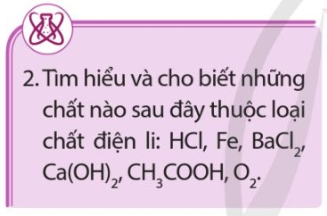 2. Tìm hiểu và cho biết những
chất nào sau đây thuộc loại
chất điện li: HCl, Fe, BaCl₂,
Ca(OH)₂, CH₃COOH, O₂.